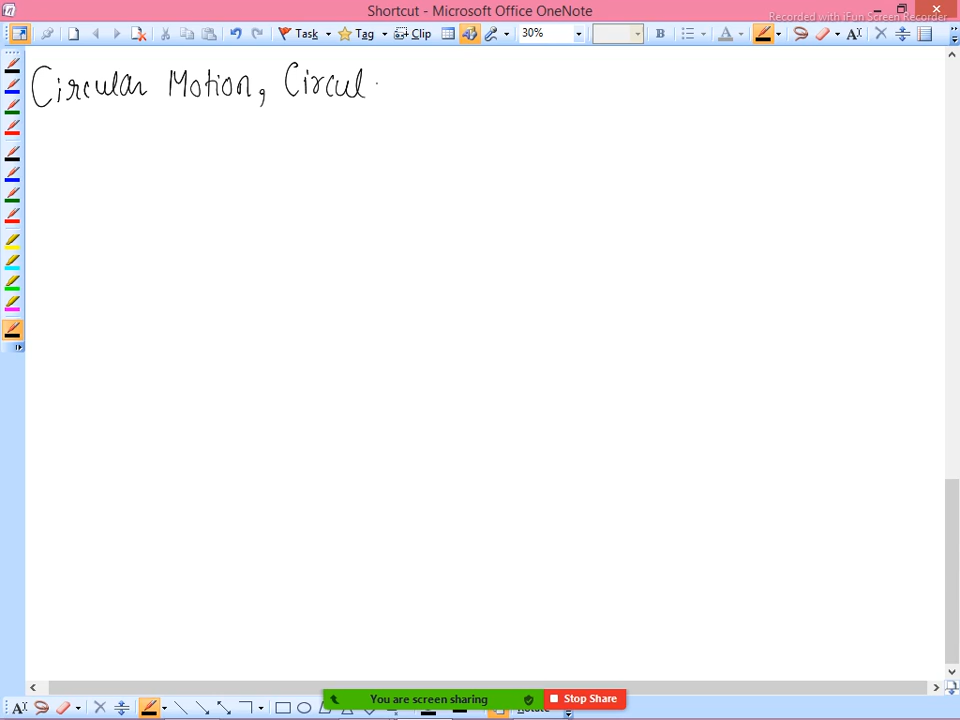 Shortcut - Microsoft Office OneNote
Recorded with iFun Screen Recorder
Task Tag Clip 30% B A A
Circular Motion, Circul
A
You are screen sharing Stop Share